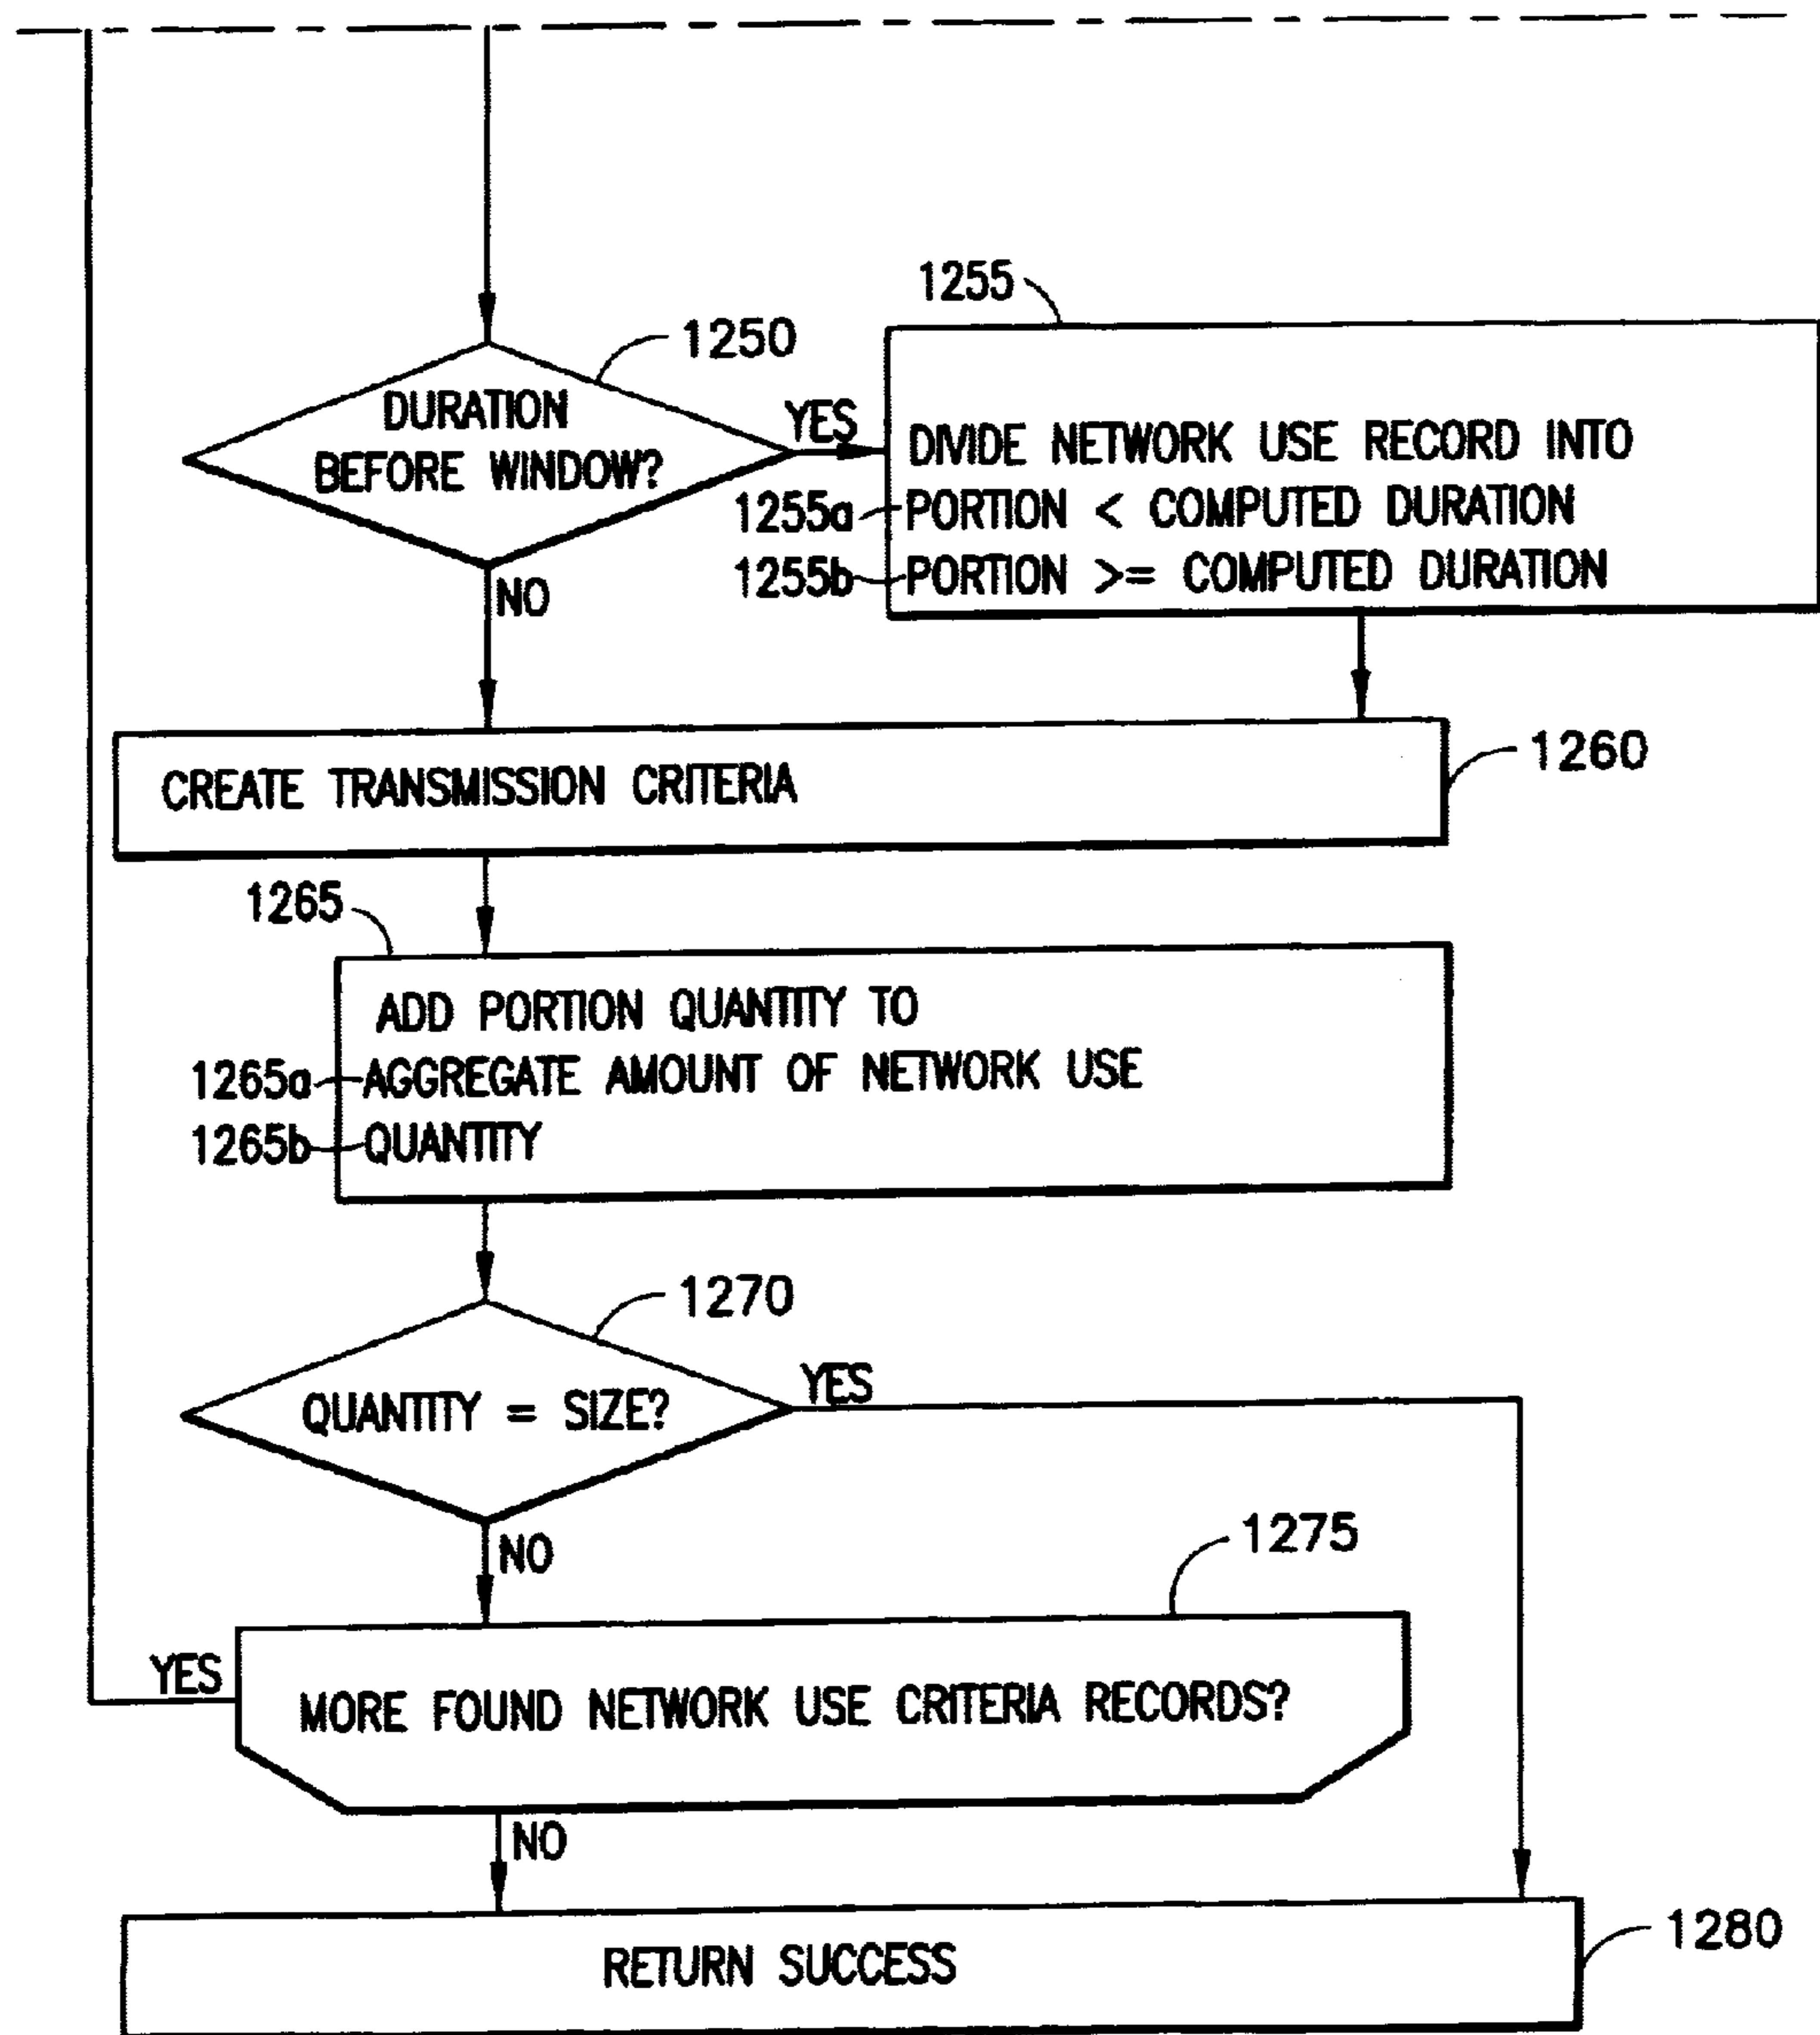 1255
1250
DURATION
BEFORE WINDOW?
YES
DIVIDE NETWORK USE RECORD INTO
1255a PORTION < COMPUTED DURATION
1255b PORTION >= COMPUTED DURATION
NO
CREATE TRANSMISSION CRITERIA
1260
1265
ADD PORTION QUANTITY TO
1265a AGGREGATE AMOUNT OF NETWORK USE
1265b QUANTITY
1270
QUANTITY = SIZE?
YES
NO
1275
YES
MORE FOUND NETWORK USE CRITERIA RECORDS?
NO
RETURN SUCCESS
1280